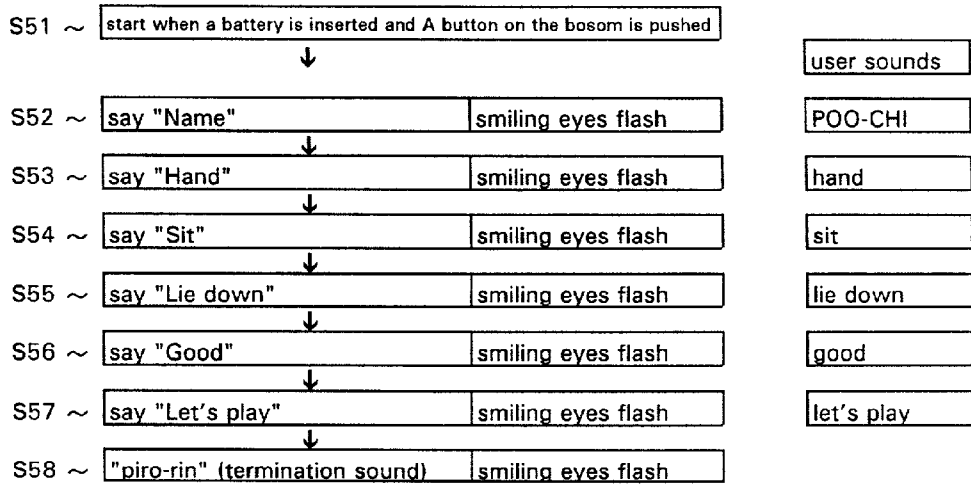 S51 ~ start when a battery is inserted and A button on the bosom is pushed
user sounds
S52 ~ say "Name" smiling eyes flash POO-CHI
S53 ~ say "Hand" smiling eyes flash hand
S54 ~ say "Sit" smiling eyes flash sit
S55 ~ say "Lie down" smiling eyes flash lie down
S56 ~ say "Good" smiling eyes flash good
S57 ~ say "Let's play" smiling eyes flash let's play
S58 ~ "piro-rin" (termination sound) smiling eyes flash